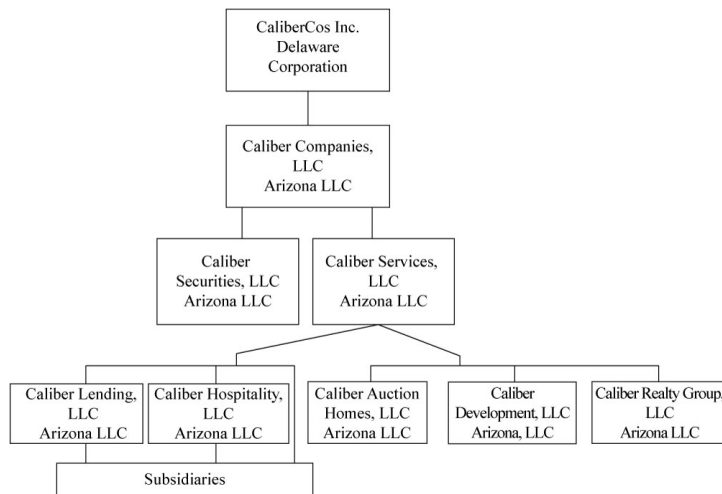 CaliberCos Inc.
Delaware
Corporation
Caliber Companies,
LLC
Arizona LLC
Caliber
Securities, LLC
Arizona LLC
Caliber Services,
LLC
Arizona LLC
Caliber Lending,
LLC
Arizona LLC
Caliber Hospitality,
LLC
Arizona LLC
Caliber Auction
Homes, LLC
Arizona LLC
Caliber
Development, LLC
Arizona, LLC
Caliber Realty Group,
LLC
Arizona LLC
Subsidiaries